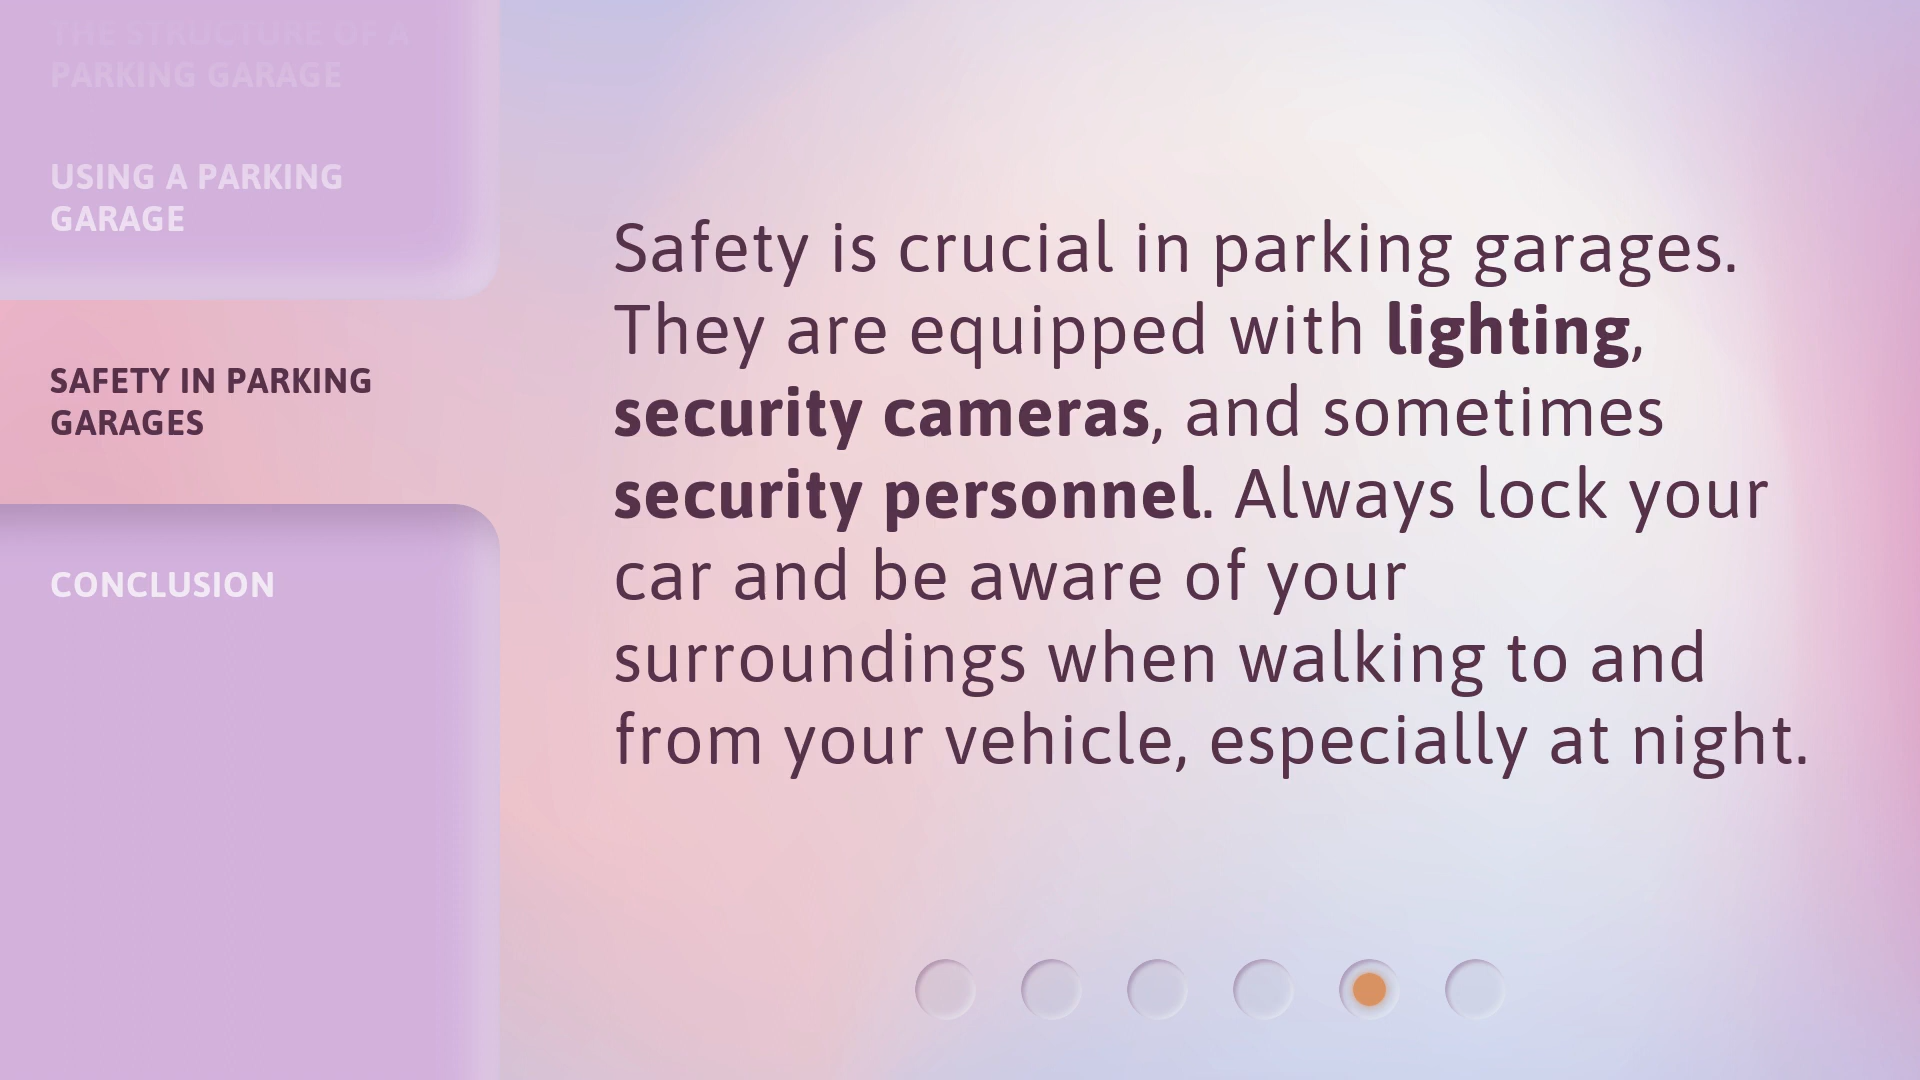 THE STRUCTURE OF A
PARKING GARAGE
USING A PARKING
GARAGE
SAFETY IN PARKING
GARAGES
CONCLUSION
Safety is crucial in parking garages.
They are equipped with lighting,
security cameras, and sometimes
security personnel. Always lock your
car and be aware of your
surroundings when walking to and
from your vehicle, especially at night.